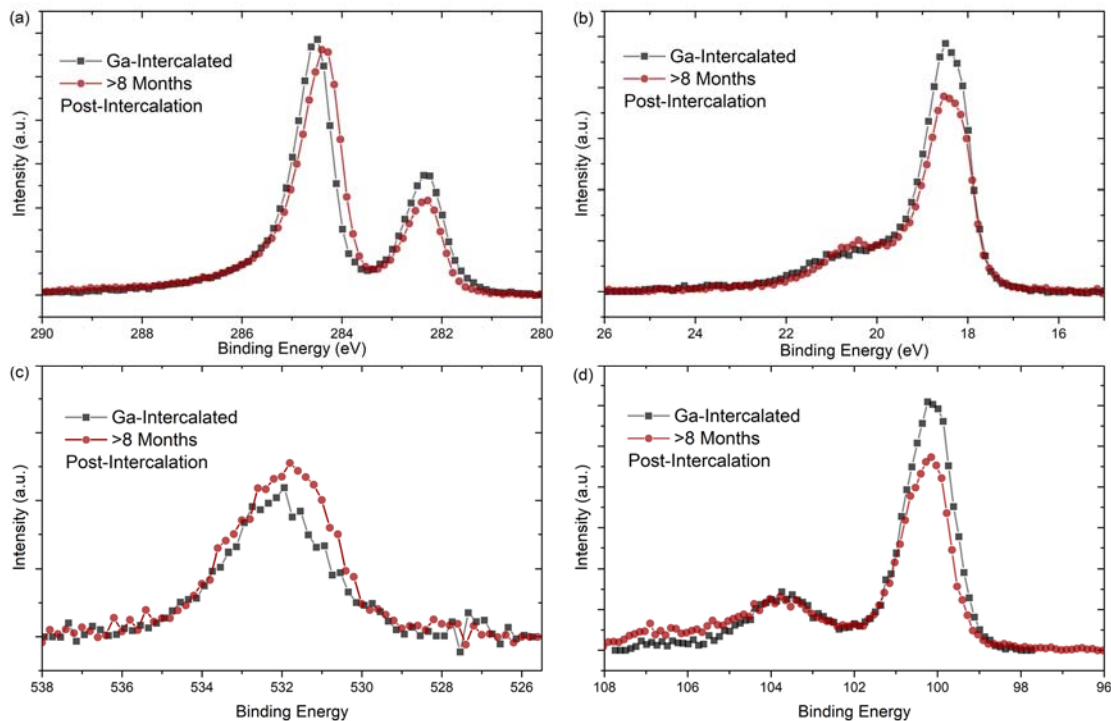 (a)
Ga-Intercalated
>8 Months
Post-Intercalation
Intensity (a.u.)
290 288 286 284 282 280
Binding Energy (eV)
(b)
Ga-Intercalated
>8 Months
Post-Intercalation
Intensity (a.u.)
26 24 22 20 18 16
Binding Energy (eV)
(c)
Ga-Intercalated
>8 Months
Post-Intercalation
Intensity (a.u.)
538 536 534 532 530 528 526
Binding Energy
(d)
Ga-Intercalated
>8 Months
Post-Intercalation
Intensity (a.u.)
108 106 104 102 100 98 96
Binding Energy